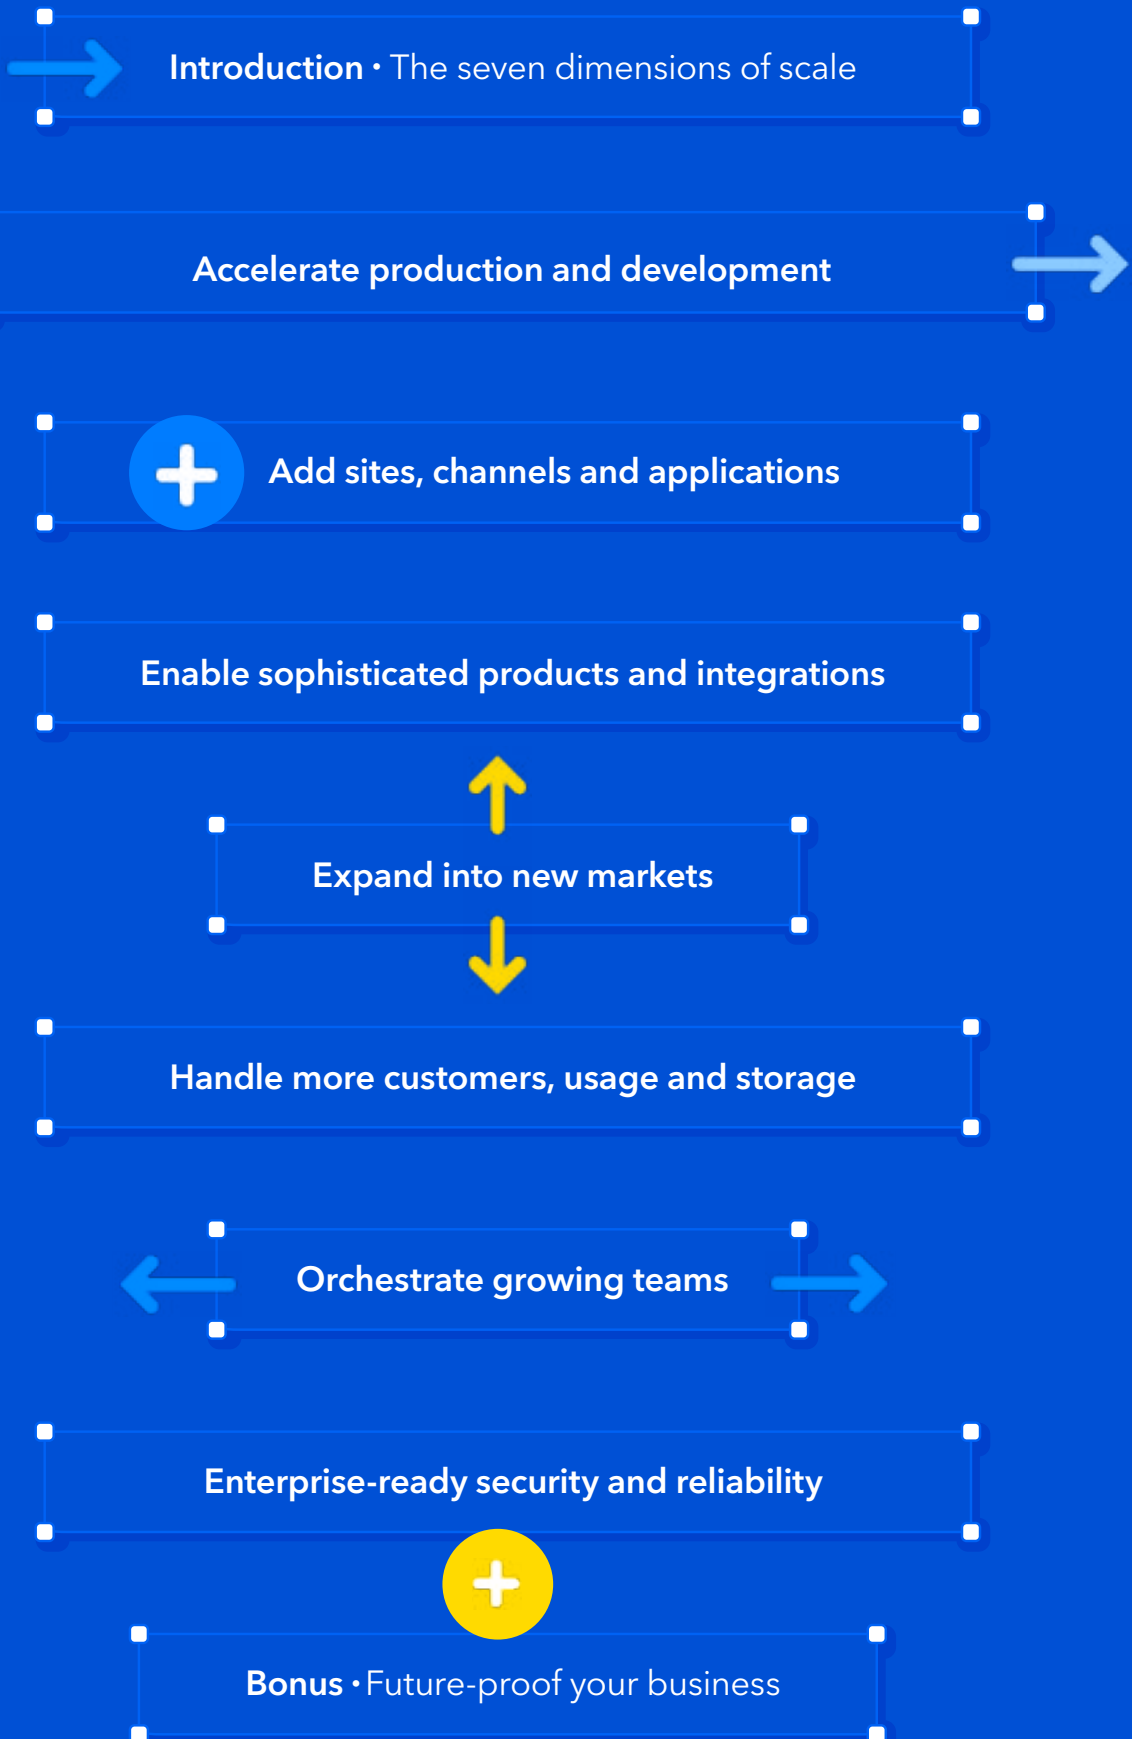 Introduction • The seven dimensions of scale
Accelerate production and development
Add sites, channels and applications
Enable sophisticated products and integrations
Expand into new markets
Handle more customers, usage and storage
Orchestrate growing teams
Enterprise-ready security and reliability
Bonus • Future-proof your business